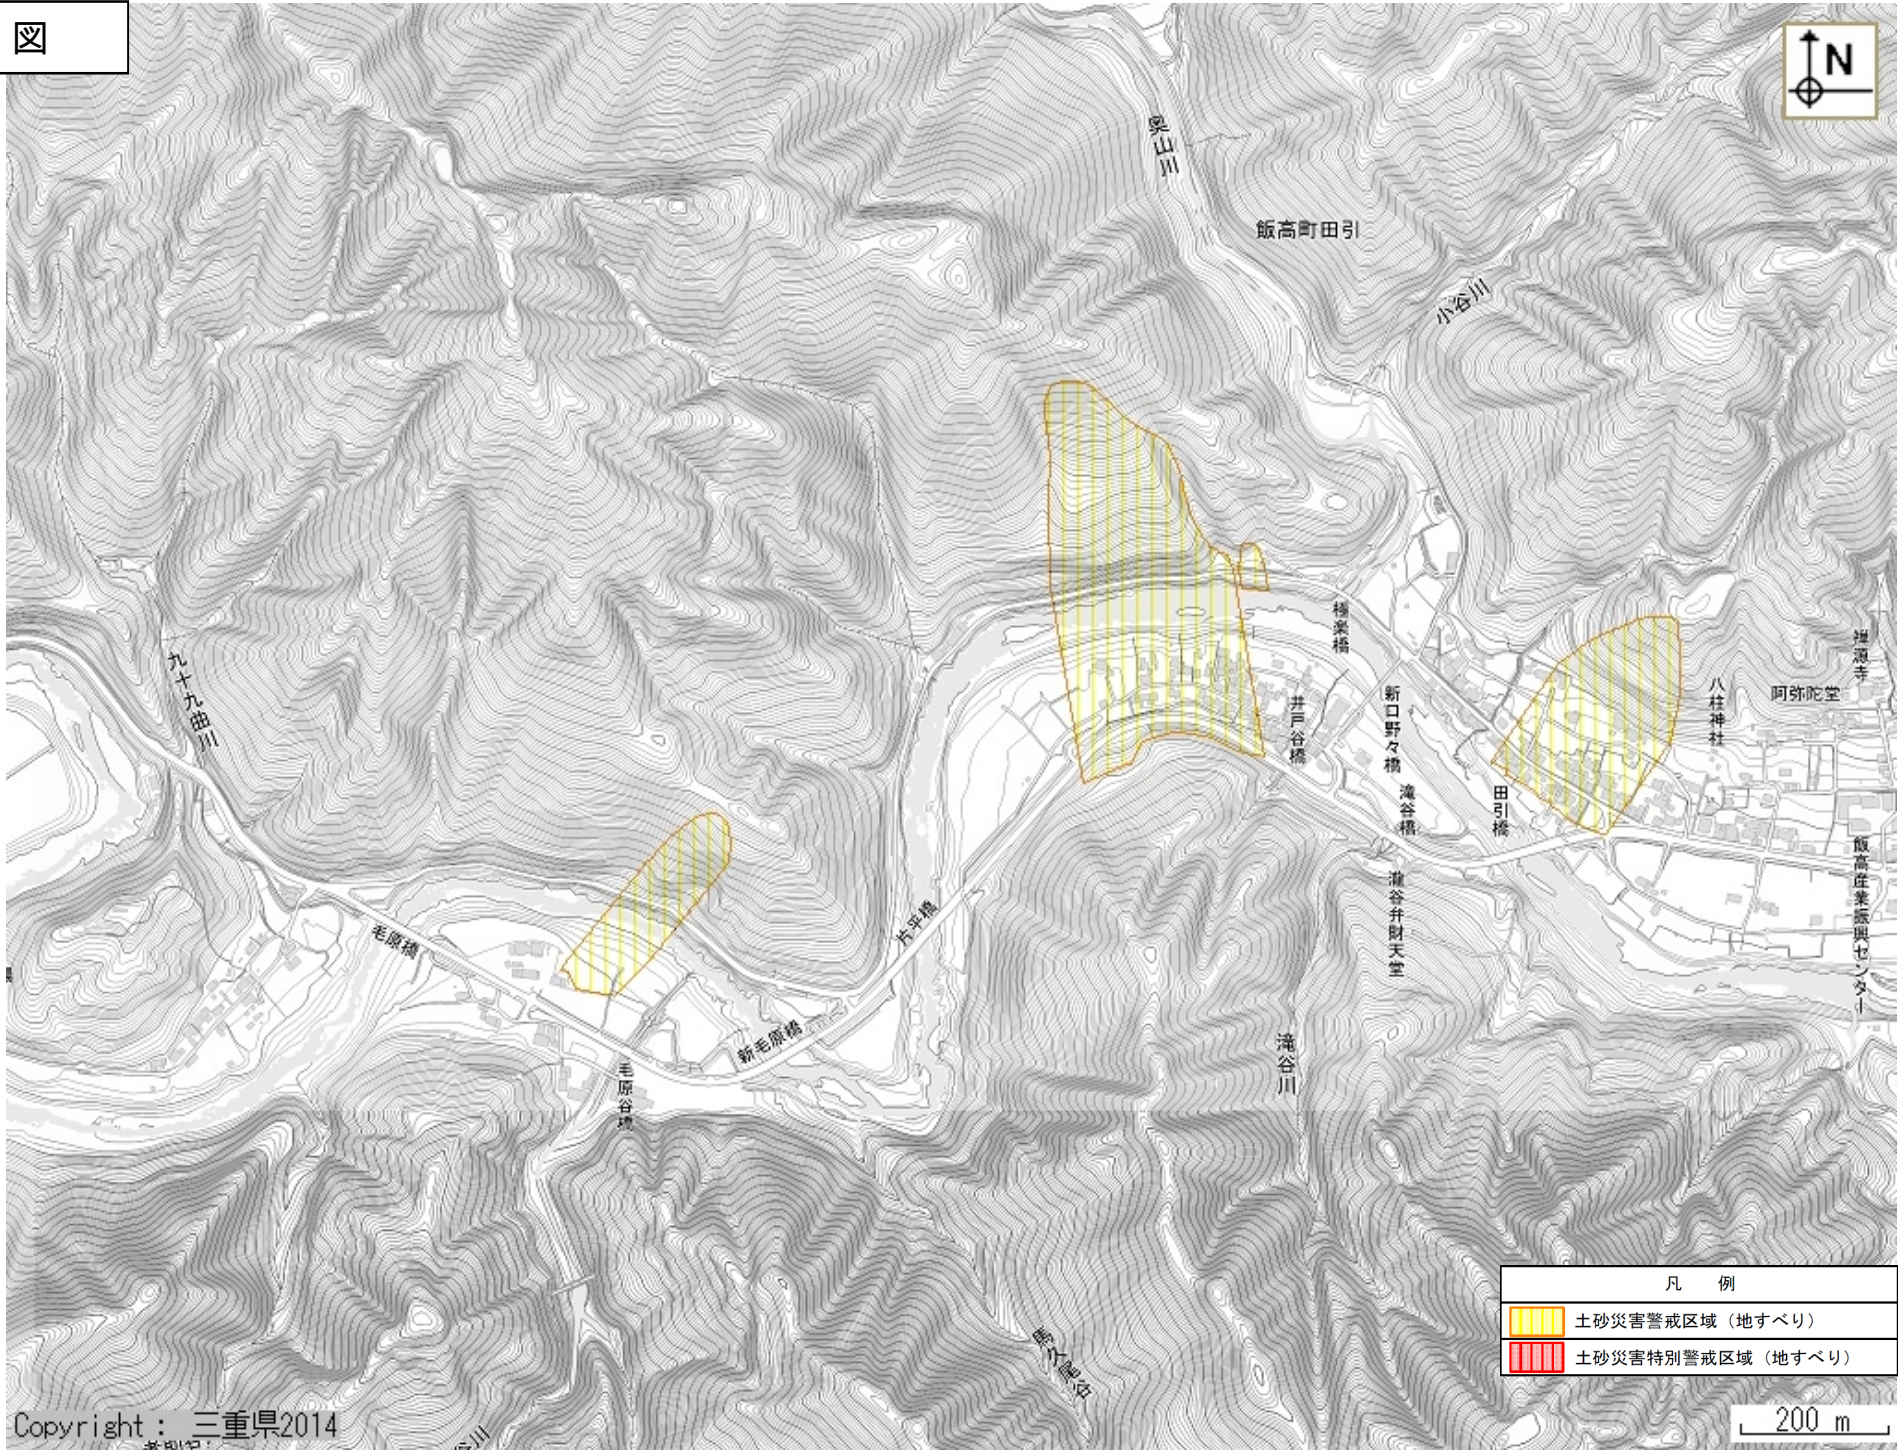 図
N
奥山川
飯高町田引
小谷川
九十九曲川
極楽橋
井戸谷橋
新口野々橋
滝谷橋
田引橋
八柱神社
阿弥陀堂
禅源寺
飯高産業振興センター
瀧谷弁財天堂
片平橋
毛原橋
新毛原橋
毛原谷橋
滝谷川
馬久尾谷
凡 例
土砂災害警戒区域（地すべり）
土砂災害特別警戒区域（地すべり）
Copyright： 三重県2014
200 m